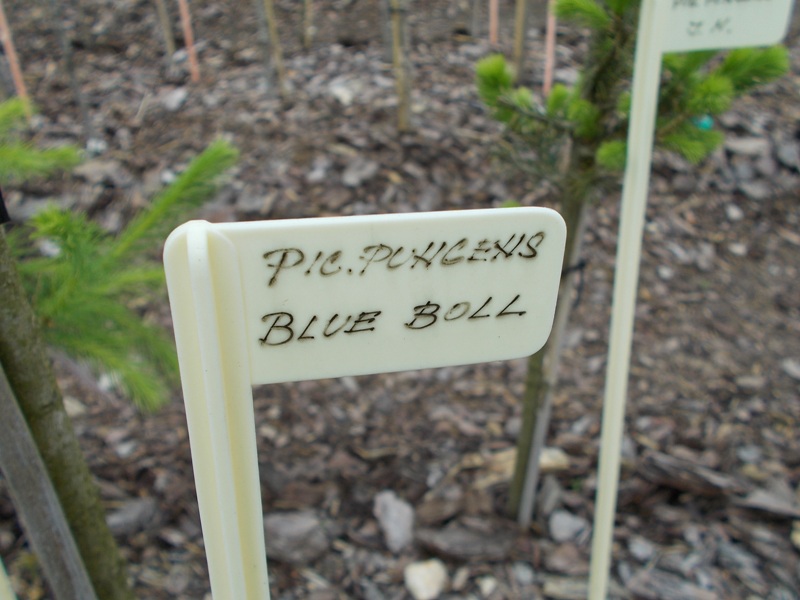 PIC. PUNGENS
BLUE BOLL
J. N.